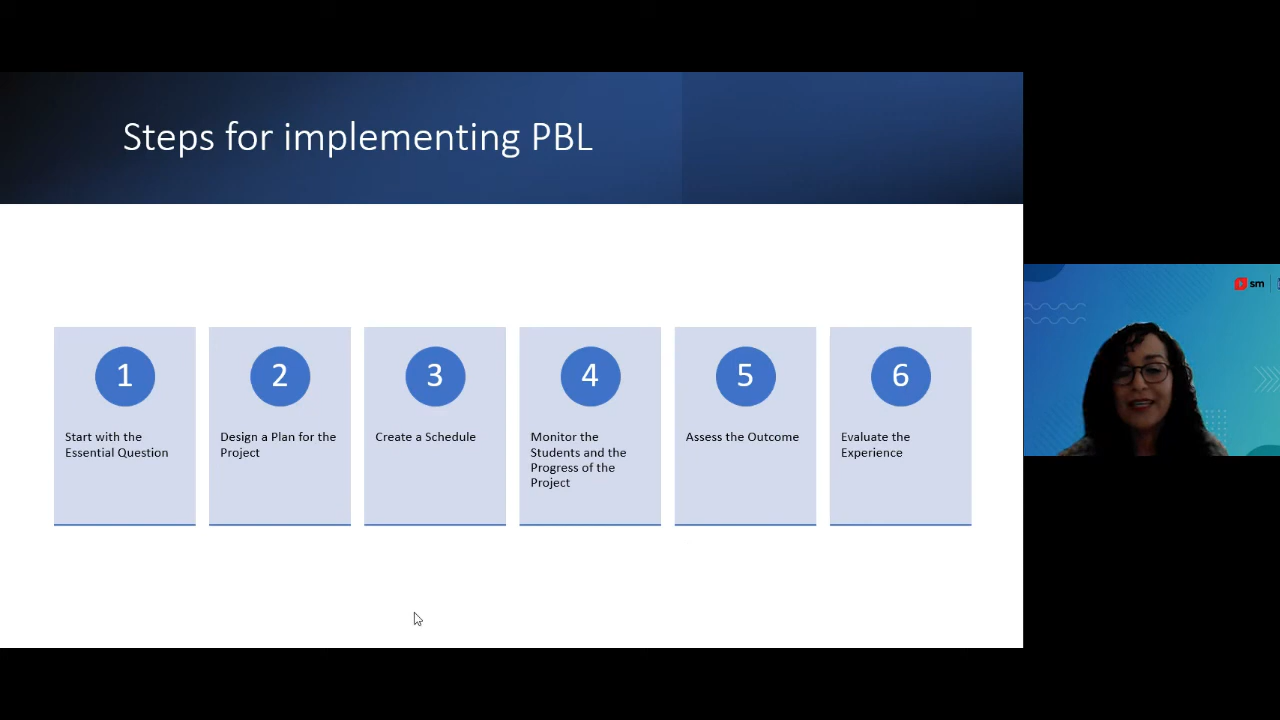 Steps for implementing PBL
sm
1
Start with the
Essential Question
2
Design a Plan for the
Project
3
Create a Schedule
4
Monitor the
Students and the
Progress of the
Project
5
Assess the Outcome
6
Evaluate the
Experience